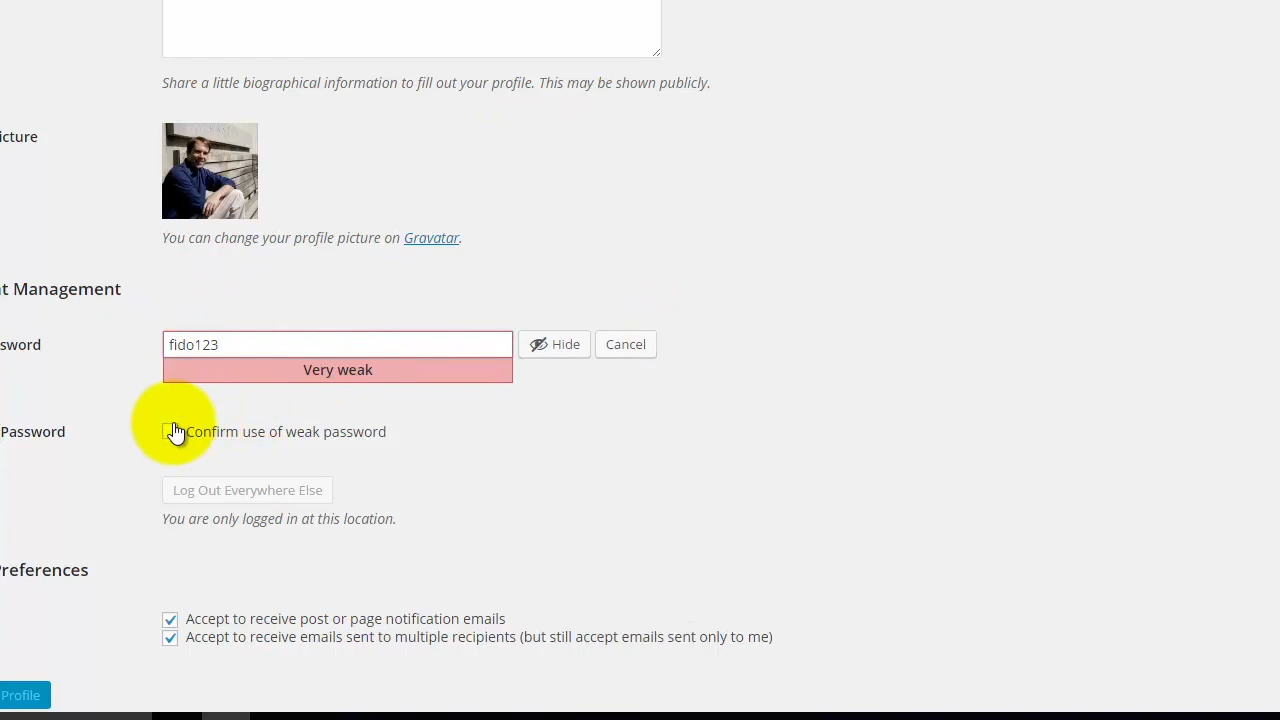 Share a little biographical information to fill out your profile. This may be shown publicly.
icture
You can change your profile picture on Gravatar.
t Management
sword
fido123
Hide
Cancel
Very weak
Password
Confirm use of weak password
Log Out Everywhere Else
You are only logged in at this location.
Preferences
Accept to receive post or page notification emails
Accept to receive emails sent to multiple recipients (but still accept emails sent only to me)
Profile